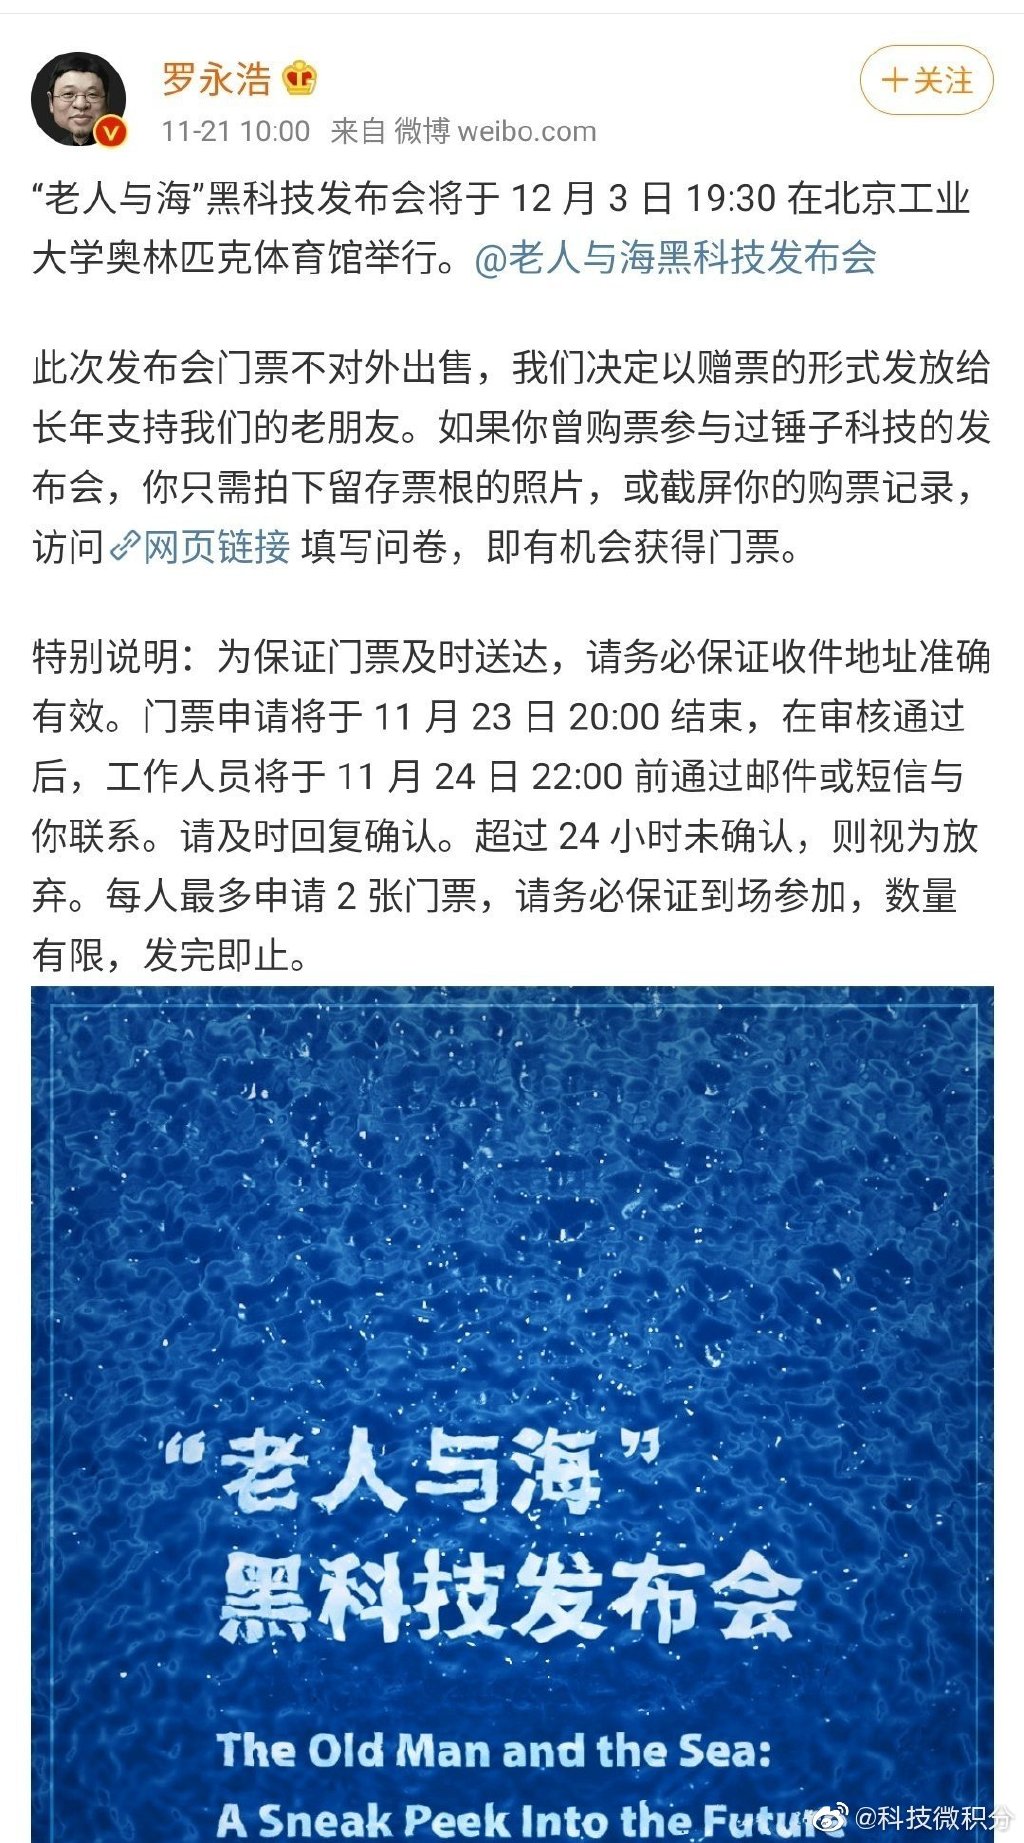 罗永浩
+关注
11-21 10:00 来自 微博 weibo.com
“老人与海”黑科技发布会将于 12 月 3 日 19:30 在北京工业
大学奥林匹克体育馆举行。@老人与海黑科技发布会
此次发布会门票不对外出售，我们决定以赠票的形式发放给
长年支持我们的老朋友。如果你曾购票参与过锤子科技的发
布会，你只需拍下留存票根的照片，或截屏你的购票记录，
访问网页链接 填写问卷，即有机会获得门票。
特别说明：为保证门票及时送达，请务必保证收件地址准确
有效。门票申请将于 11 月 23 日 20:00 结束，在审核通过
后，工作人员将于 11 月 24 日 22:00 前通过邮件或短信与
你联系。请及时回复确认。超过 24 小时未确认，则视为放
弃。每人最多申请 2 张门票，请务必保证到场参加，数量
有限，发完即止。
“老人与海”
黑科技发布会
The Old Man and the Sea:
A Sneak Peek Into the Future
@科技微积分